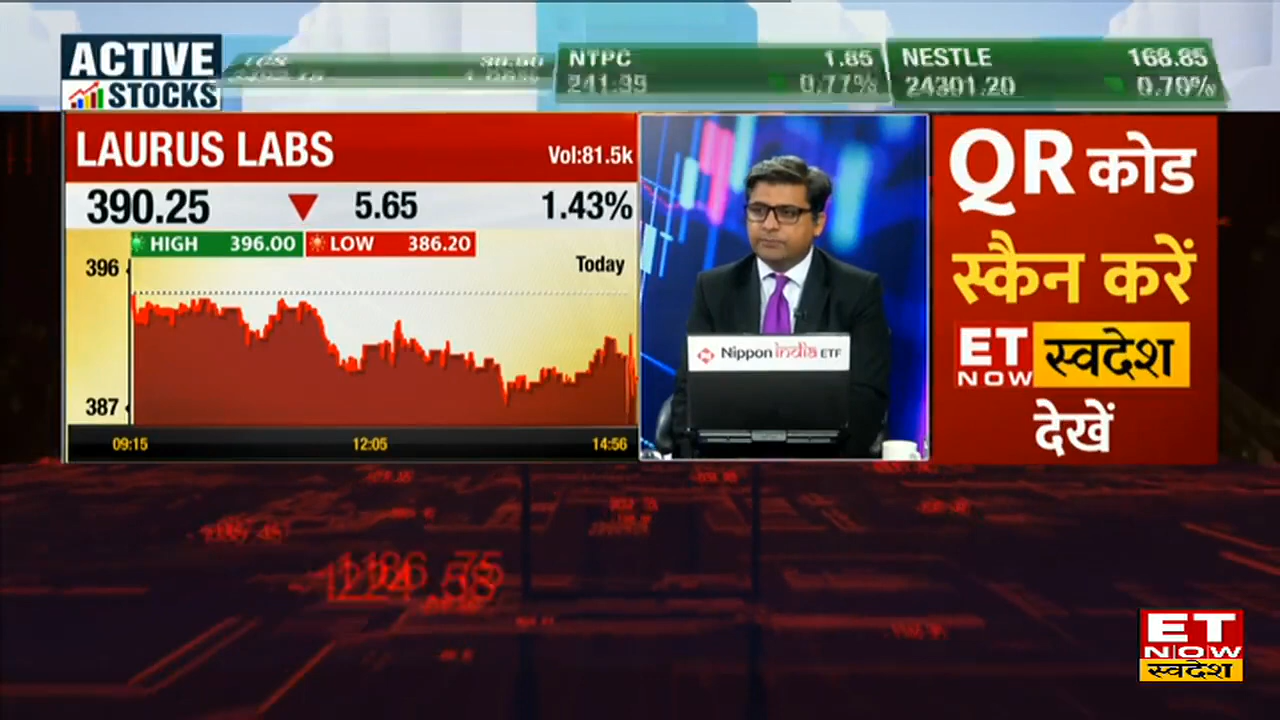 ACTIVE
STOCKS
NTPC 1.85
241.39 0.77%
NESTLE 168.85
24301.20 0.70%
LAURUS LABS Vol:81.5k
390.25 5.65 1.43%
HIGH 396.00 LOW 386.20
396 Today
387
09:15 12:05 14:56
Nippon india ETF
QR कोड
स्कैन करें
ET
NOW
स्वदेश
देखें
ET
NOW
स्वदेश